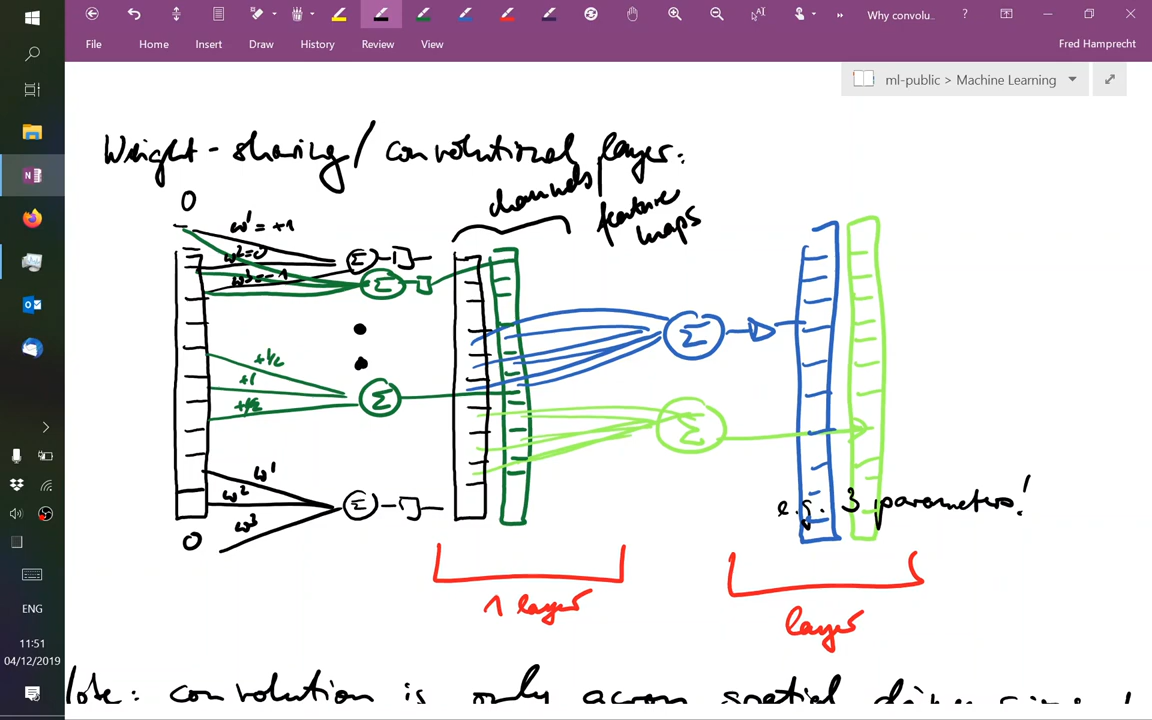 Why convolu...
?
File
Home
Insert
Draw
History
Review
View
Fred Hamprecht
ml-public > Machine Learning
Weight-sharing/convolutional layer:
channels/
feature
maps
0
w¹ = +1
w² = 0
w³ = -1
Σ
Σ
+1/2
+1
+1/2
Σ
Σ
Σ
w¹
w²
w³
Σ
0
e.g. 3 parameters!
1 layer
layer
Note: convolution is only across spatial dimensions!
ENG
11:51
04/12/2019